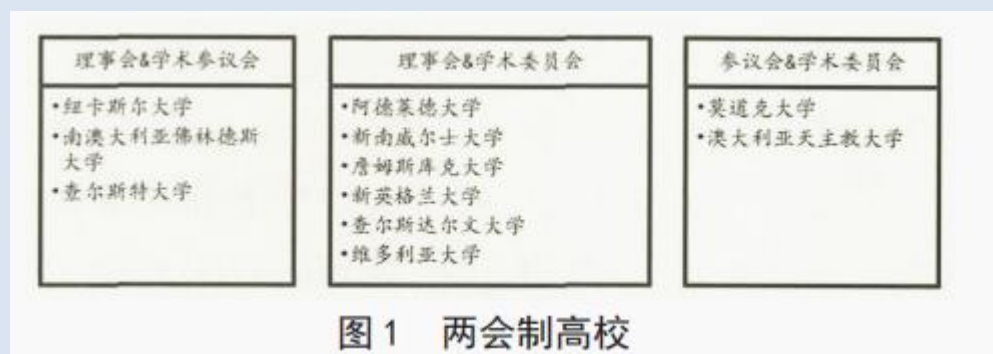 理事会&学术参议会
•纽卡斯尔大学
•南澳大利亚佛林德斯
大学
•查尔斯特大学
理事会&学术委员会
•阿德莱德大学
•新南威尔士大学
•詹姆斯库克大学
•新英格兰大学
•查尔斯达尔文大学
•维多利亚大学
参议会&学术委员会
•莫道克大学
•澳大利亚天主教大学
图1 两会制高校